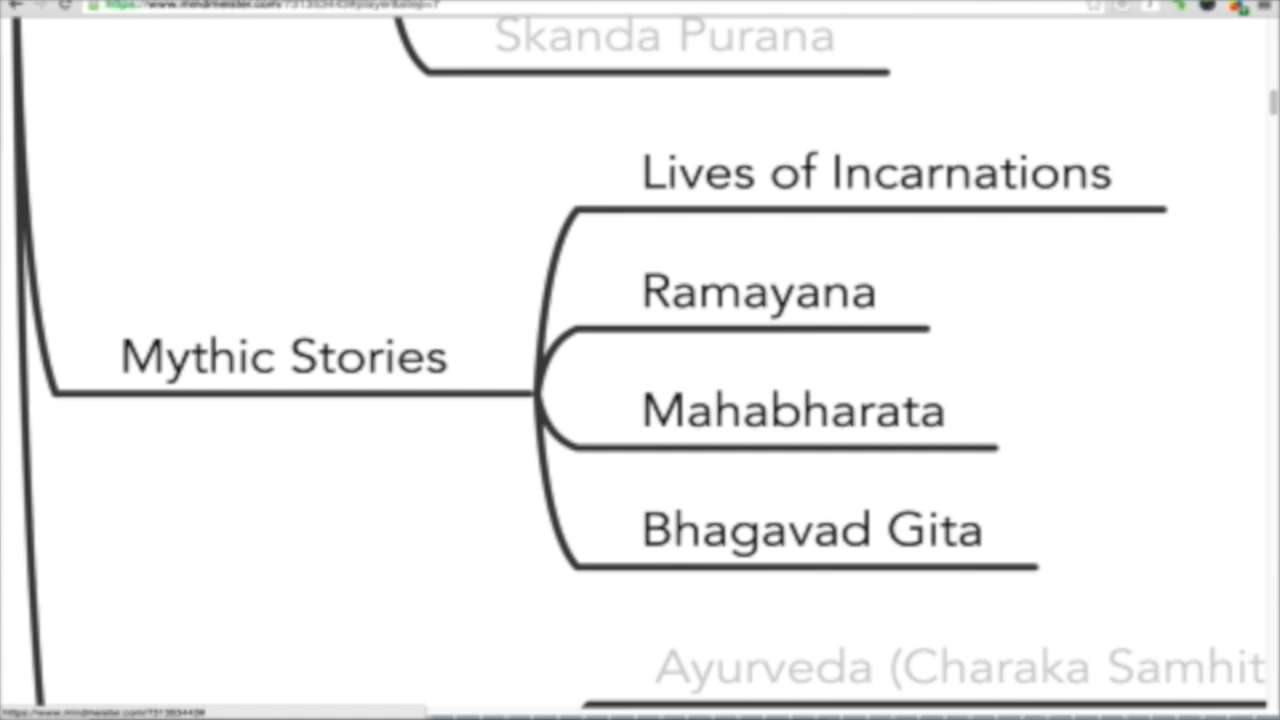 Skanda Purana
Lives of Incarnations
Ramayana
Mythic Stories
Mahabharata
Bhagavad Gita
Ayurveda (Charaka Samhit